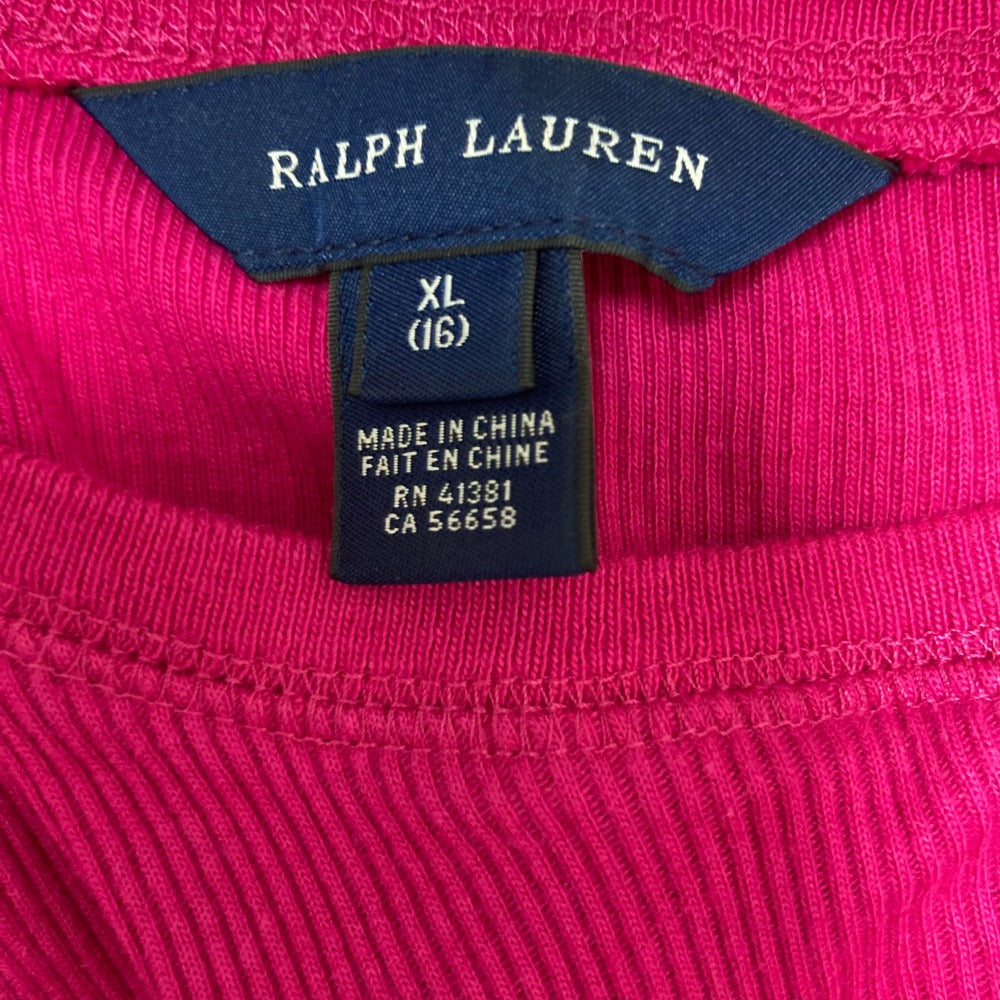 RALPH LAUREN
XL
(16)
MADE IN CHINA
FAIT EN CHINE
RN 41381
CA 56658